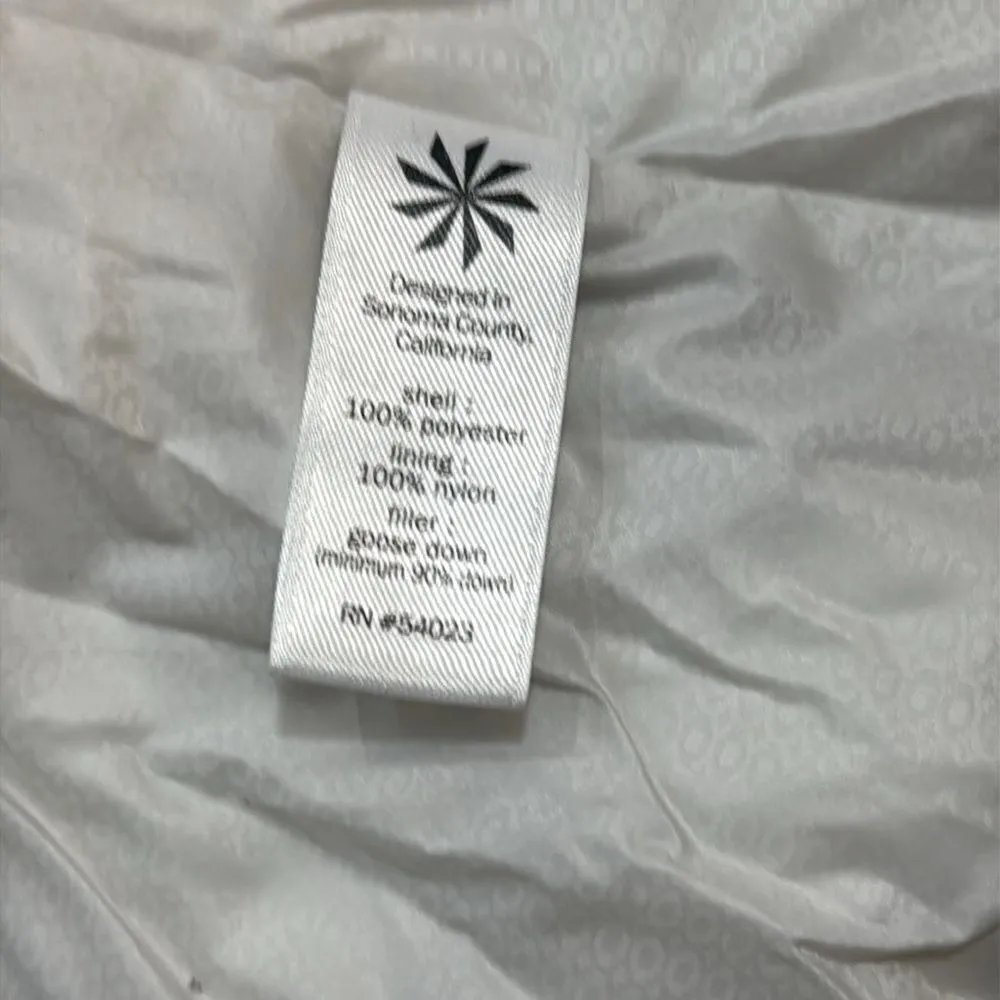 Designed in
Sonoma County,
California
shell :
100% polyester
lining :
100% nylon
filler :
goose down
(minimum 90% down)
RN #54023